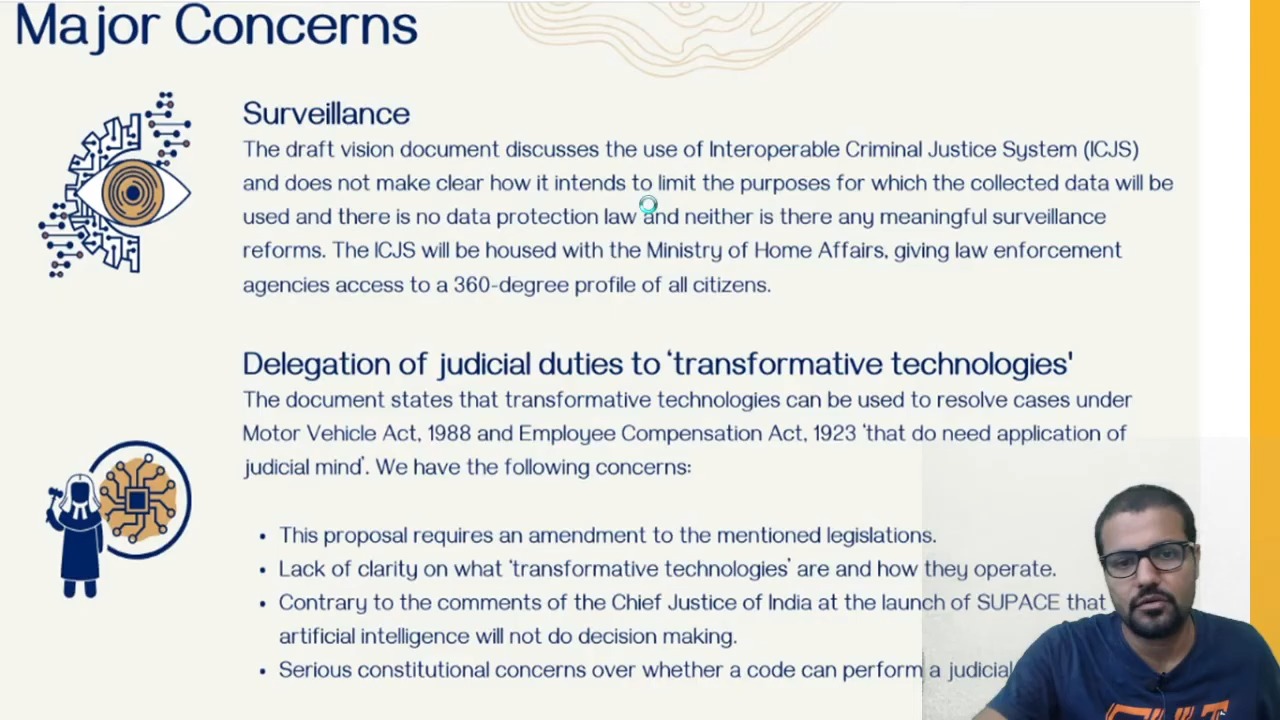 Major Concerns
Surveillance
The draft vision document discusses the use of Interoperable Criminal Justice System (ICJS)
and does not make clear how it intends to limit the purposes for which the collected data will be
used and there is no data protection law and neither is there any meaningful surveillance
reforms. The ICJS will be housed with the Ministry of Home Affairs, giving law enforcement
agencies access to a 360-degree profile of all citizens.
Delegation of judicial duties to ‘transformative technologies'
The document states that transformative technologies can be used to resolve cases under
Motor Vehicle Act, 1988 and Employee Compensation Act, 1923 ‘that do need application of
judicial mind’. We have the following concerns:
• This proposal requires an amendment to the mentioned legislations.
• Lack of clarity on what ‘transformative technologies’ are and how they operate.
• Contrary to the comments of the Chief Justice of India at the launch of SUPACE that
artificial intelligence will not do decision making.
• Serious constitutional concerns over whether a code can perform a judicial